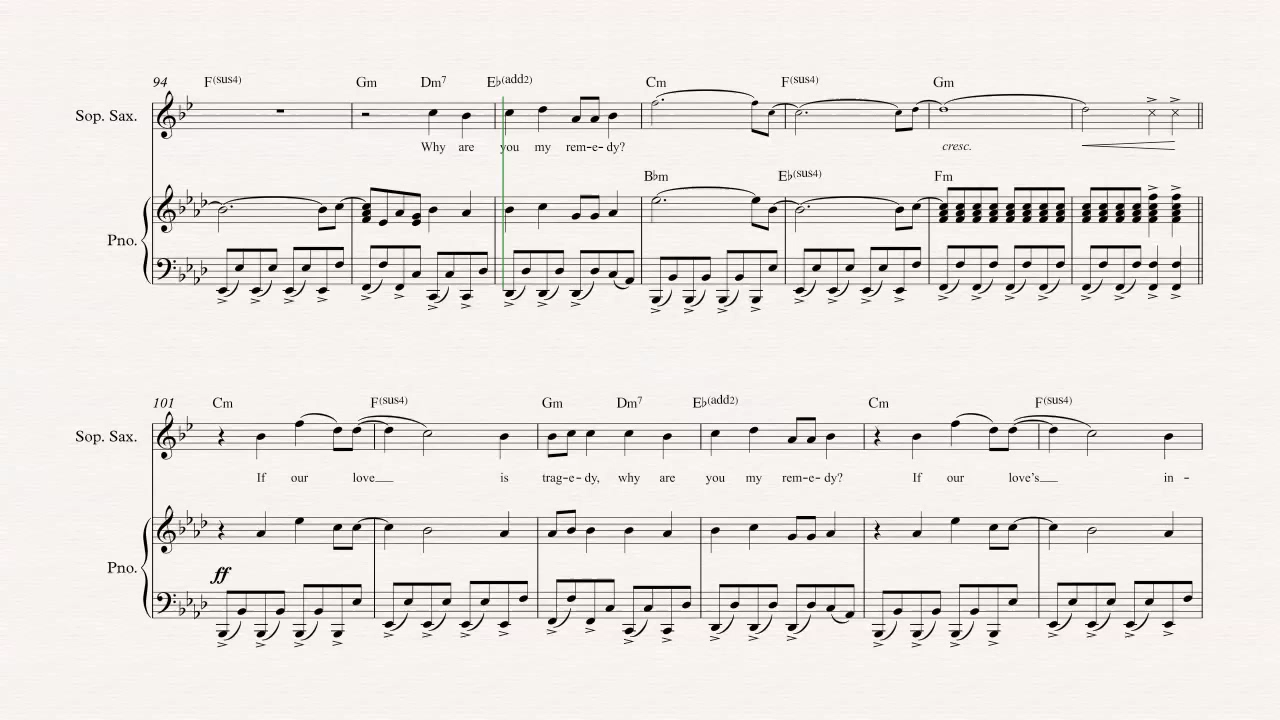 94 F(sus4) Gm Dm7 E♭(add2) Cm F(sus4) Gm
Sop. Sax.
Why are you my rem-e-dy? cresc.
B♭m E♭(sus4) Fm
Pno.
101 Cm F(sus4) Gm Dm7 E♭(add2) Cm F(sus4)
Sop. Sax.
If our love is trag-e-dy, why are you my rem-e-dy? If our love's in -
Pno.
ff